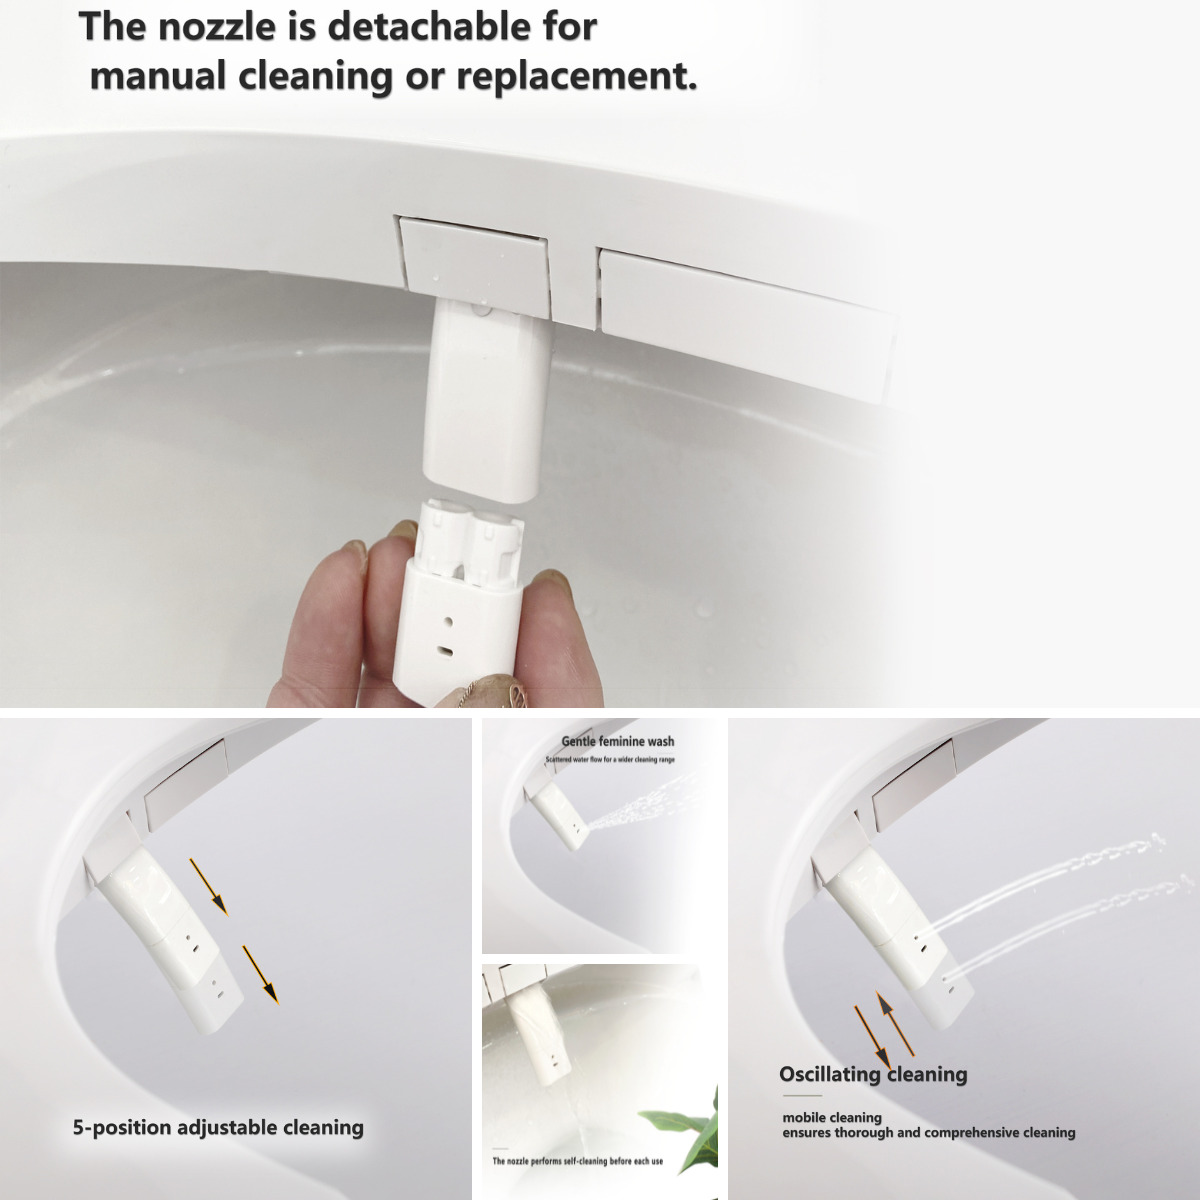 The nozzle is detachable for
manual cleaning or replacement.
Gentle feminine wash
Scattered water flow for a wider cleaning range
5-position adjustable cleaning
The nozzle performs self-cleaning before each use
Oscillating cleaning
mobile cleaning
ensures thorough and comprehensive cleaning